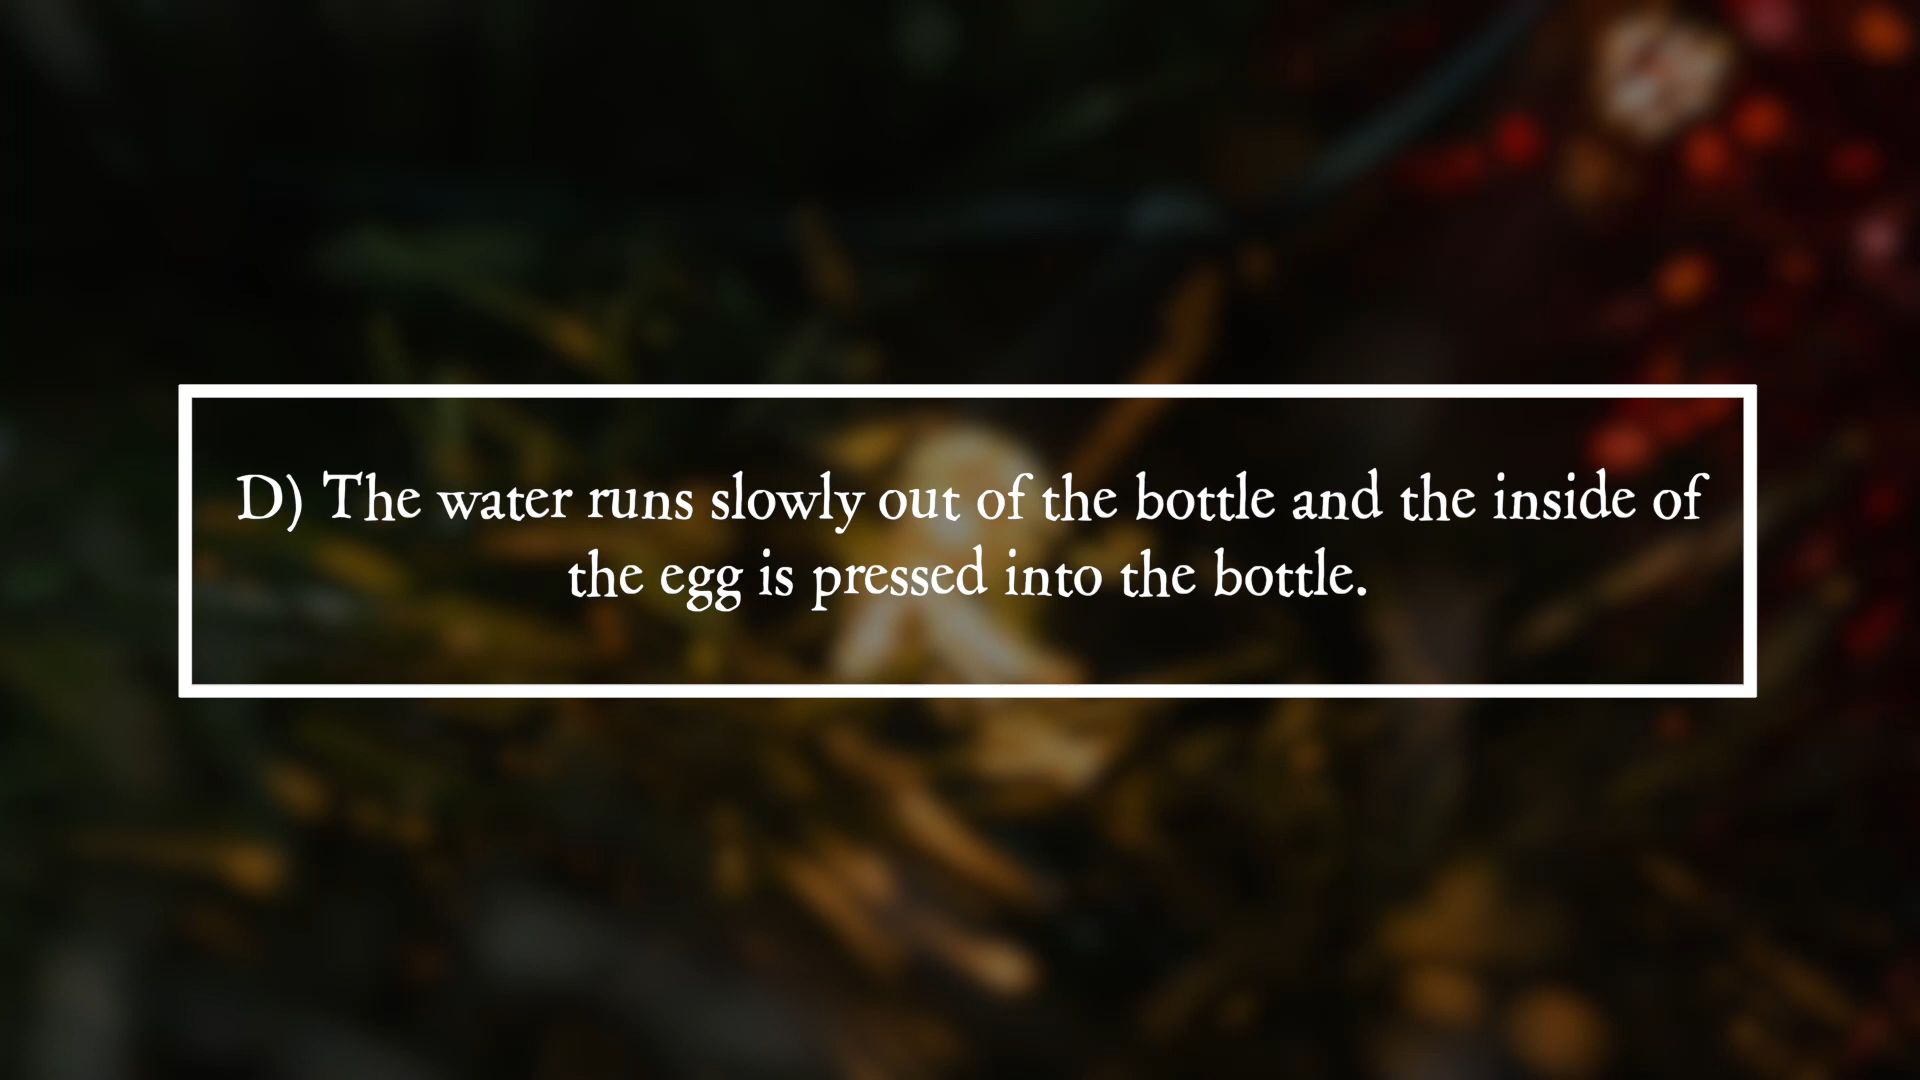 D) The water runs slowly out of the bottle and the inside of
the egg is pressed into the bottle.